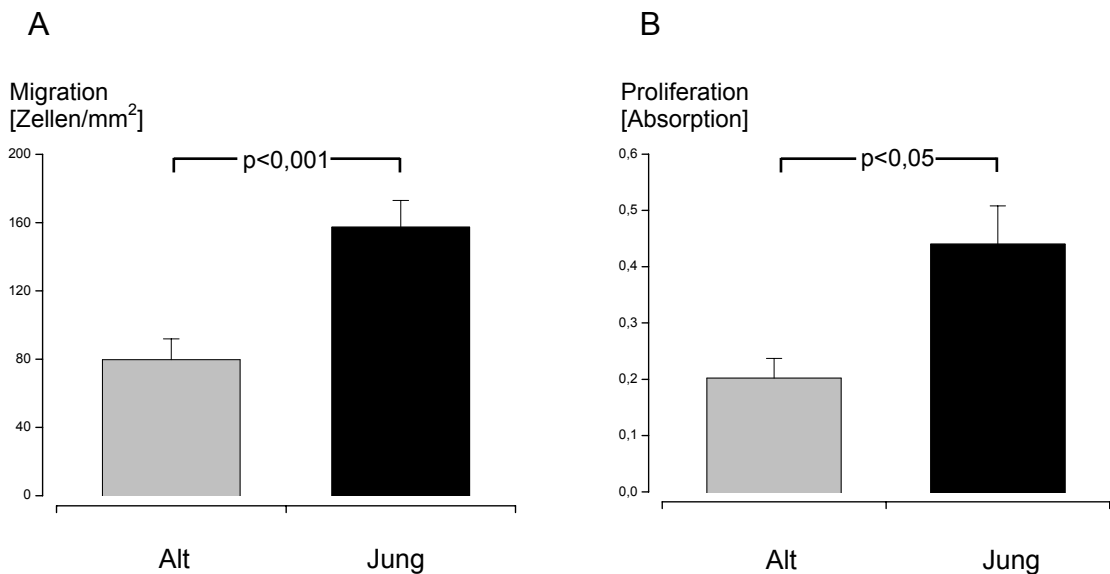 A
Migration
[Zellen/mm²]
200
160
120
80
40
0
p<0,001
Alt
Jung
B
Proliferation
[Absorption]
0,6
0,5
0,4
0,3
0,2
0,1
0,0
p<0,05
Alt
Jung